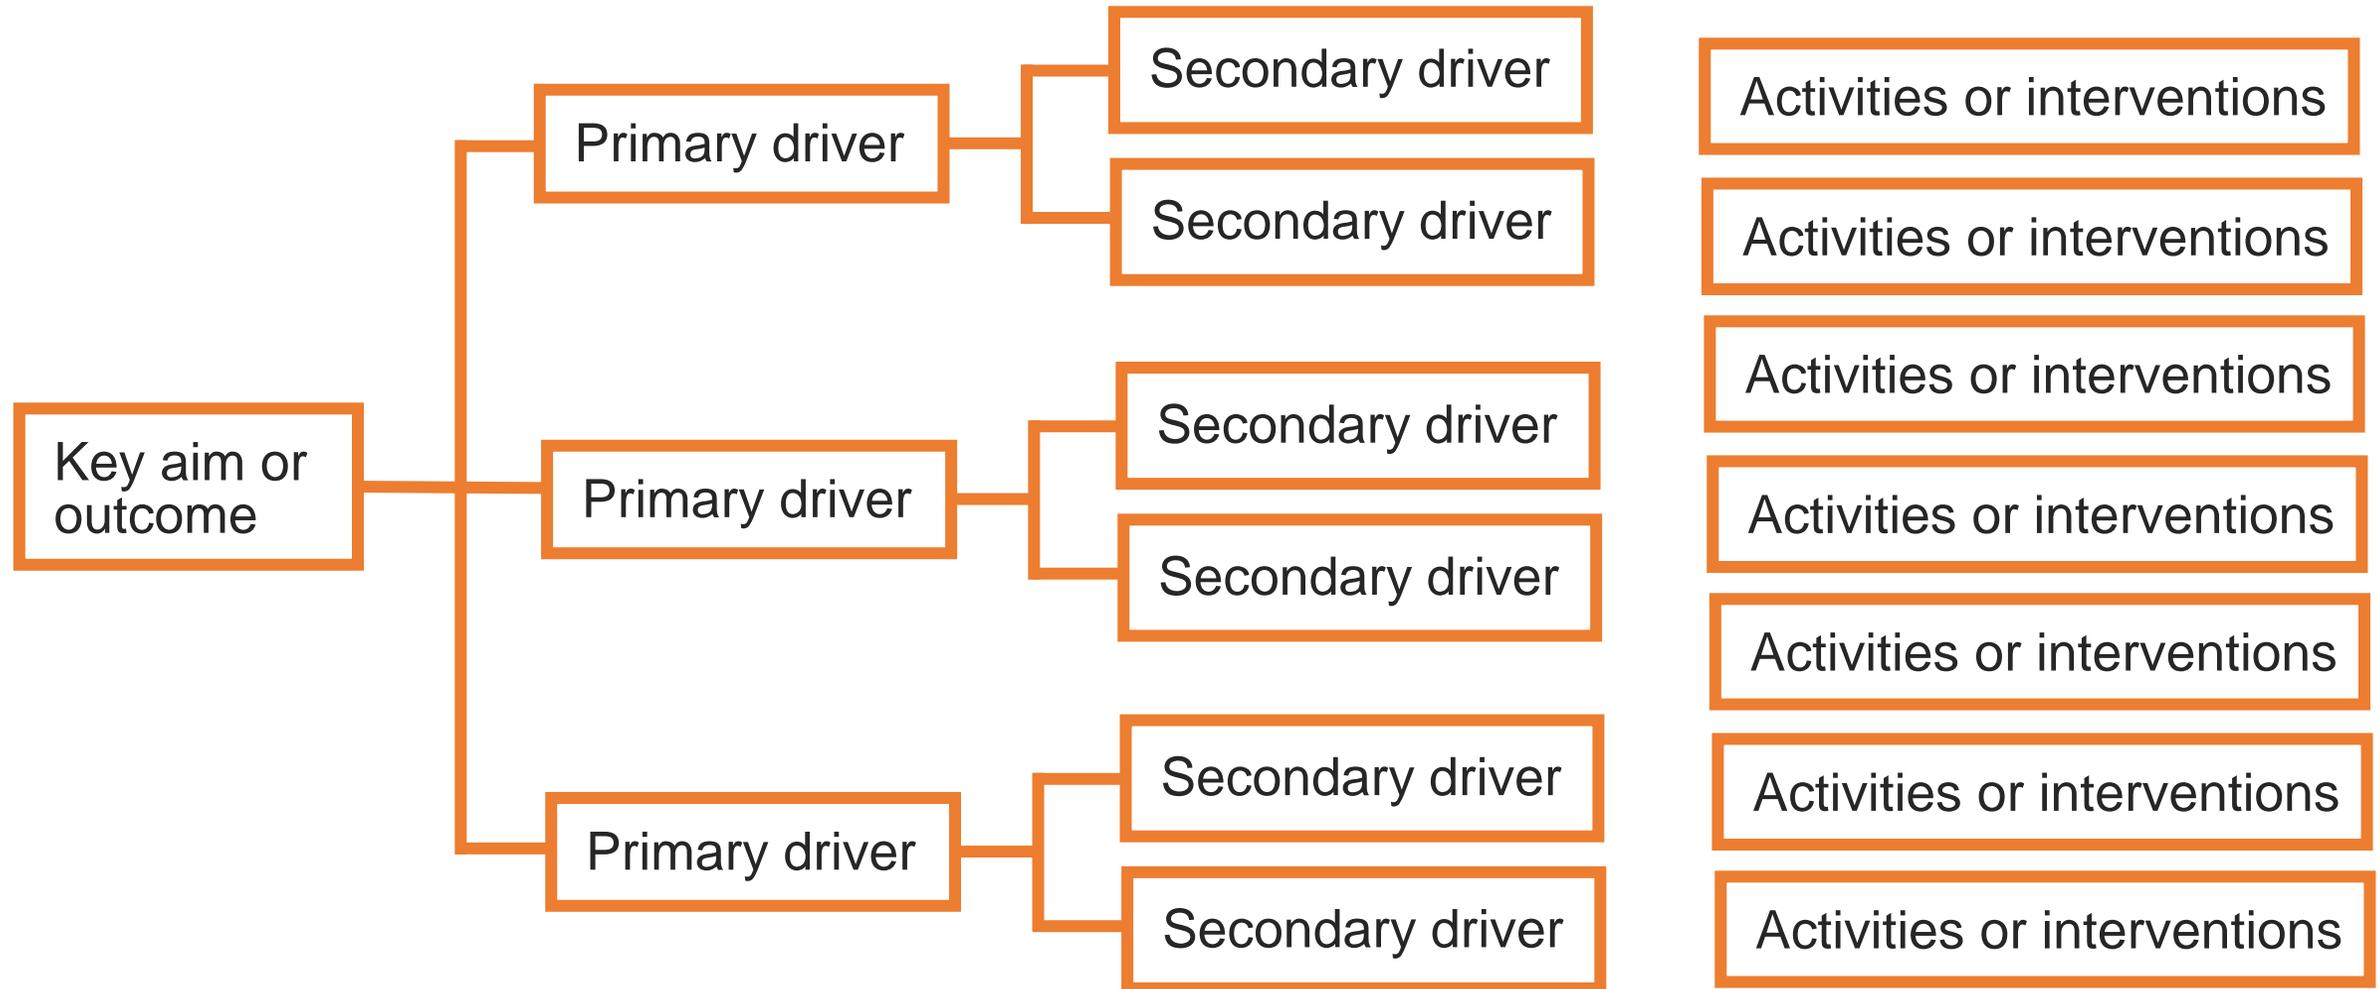 Key aim or
outcome
Primary driver
Primary driver
Primary driver
Secondary driver
Secondary driver
Secondary driver
Secondary driver
Secondary driver
Secondary driver
Activities or interventions
Activities or interventions
Activities or interventions
Activities or interventions
Activities or interventions
Activities or interventions
Activities or interventions